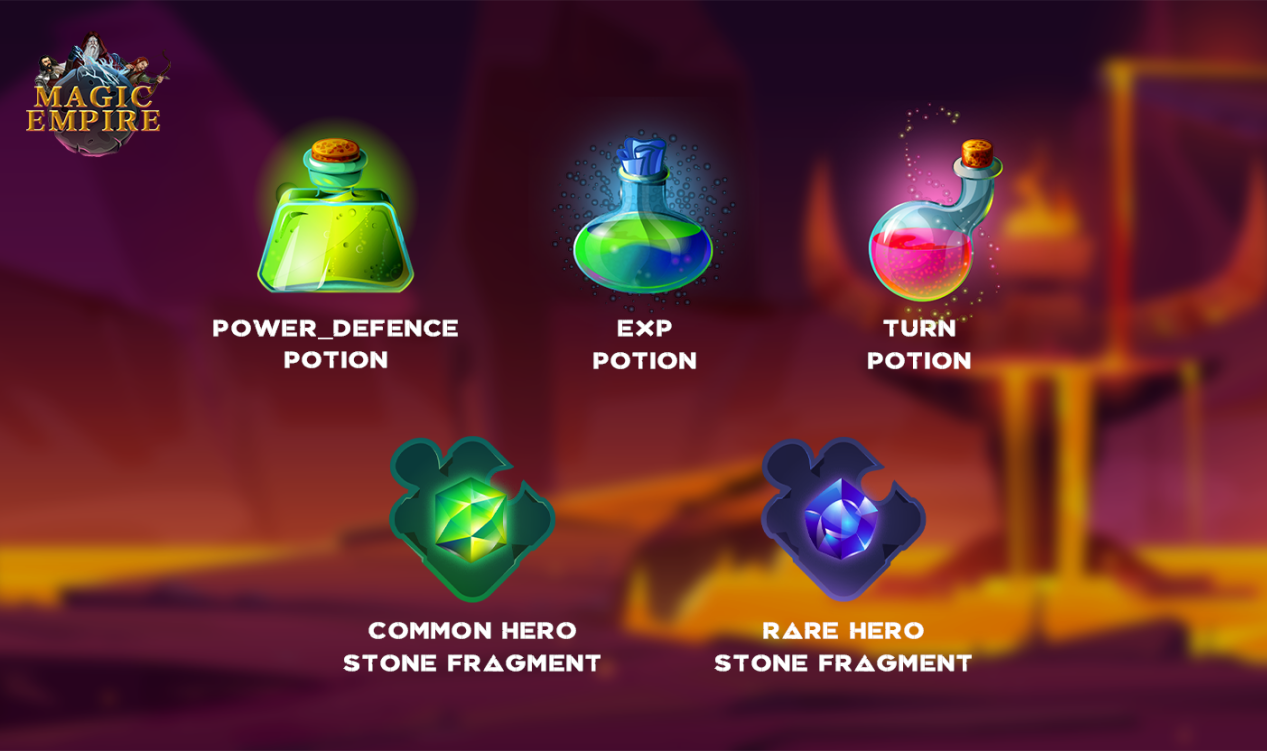 MAGIC
EMPIRE
POWER_DEFENCE
POTION
EXP
POTION
TURN
POTION
COMMON HERO
STONE FRAGMENT
RARE HERO
STONE FRAGMENT